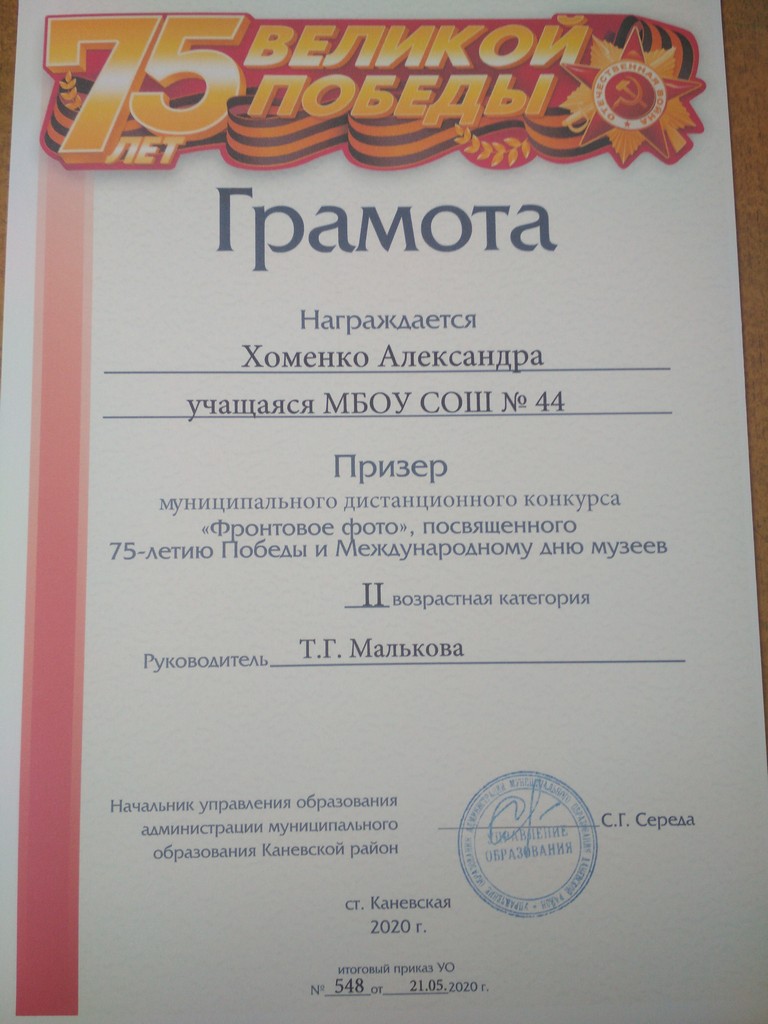 75 ЛЕТ
ВЕЛИКОЙ
ПОБЕДЫ
ОТЕЧЕСТВЕННАЯ ВОЙНА
Грамота
Награждается
Хоменко Александра
учащаяся МБОУ СОШ № 44
Призер
муниципального дистанционного конкурса
«Фронтовое фото», посвященного
75-летию Победы и Международному дню музеев
II возрастная категория
Руководитель Т.Г. Малькова
Начальник управления образования
администрации муниципального
образования Каневской район
С.Г. Середа
УПРАВЛЕНИЕ
ОБРАЗОВАНИЯ
ст. Каневская
2020 г.
итоговый приказ УО
№ 548 от 21.05.2020 г.